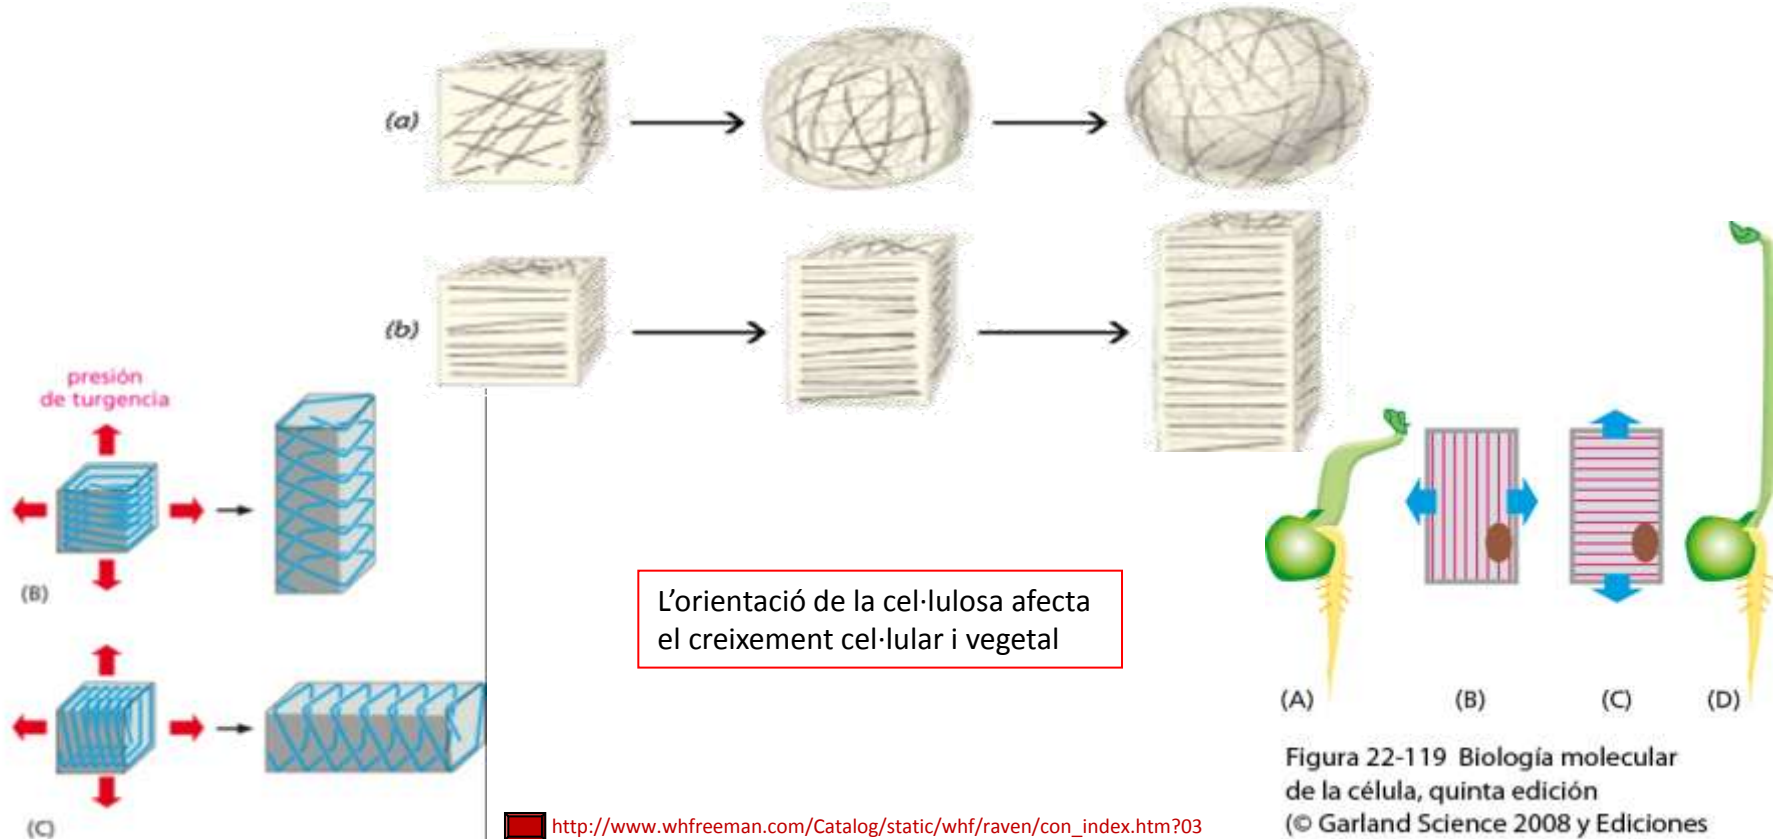 (a)
(b)
presión
de turgencia
(B)
(C)
L'orientació de la cel·lulosa afecta
el creixement cel·lular i vegetal
(A)
(B)
(C)
(D)
Figura 22-119 Biología molecular
de la célula, quinta edición
(© Garland Science 2008 y Ediciones
http://www.whfreeman.com/Catalog/static/whf/raven/con_index.htm?03